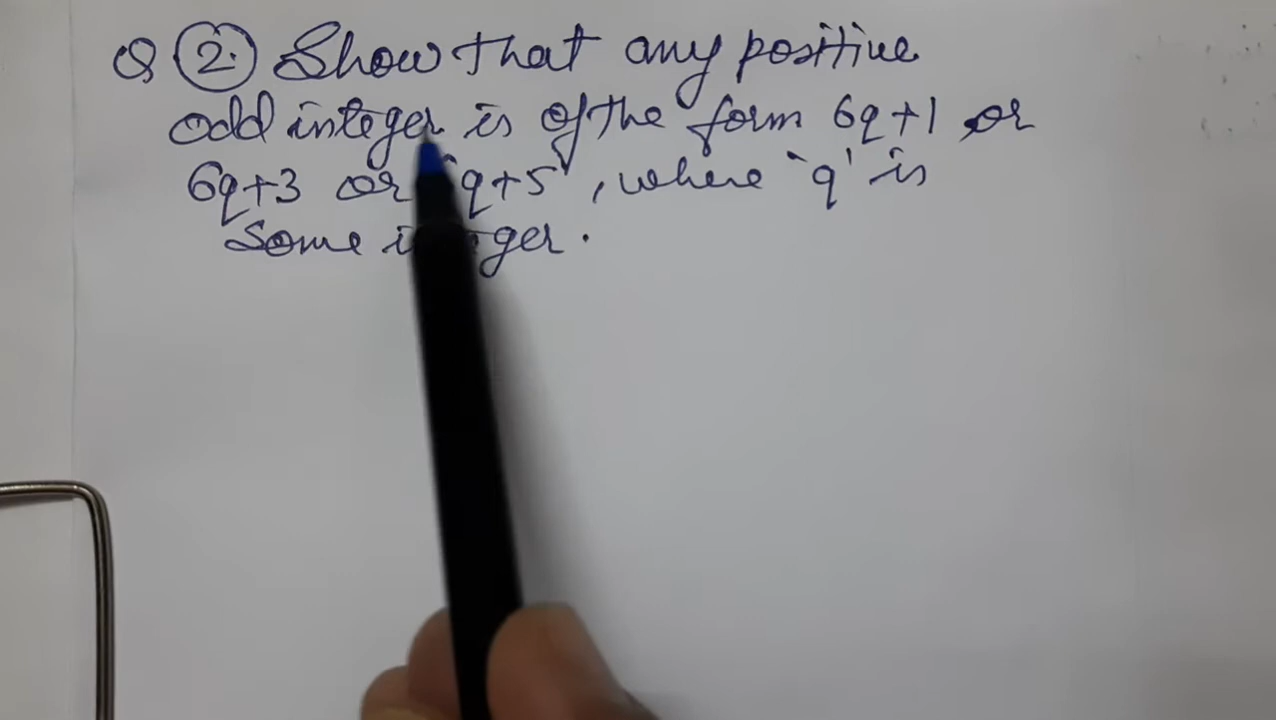 Q 2. Show that any positive
odd integer is of the form 6q+1 or
6q+3 or q+5 , where 'q' is
Some integer.